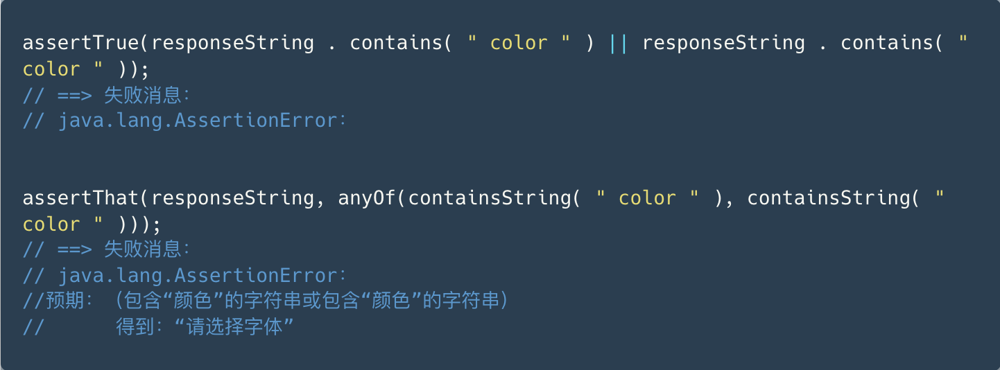 assertTrue(responseString . contains( " color " ) || responseString . contains( "
color " ));
// ==> 失败消息：
// java.lang.AssertionError：
assertThat(responseString, anyOf(containsString( " color " ), containsString( "
color " )));
// ==> 失败消息：
// java.lang.AssertionError：
//预期：（包含“颜色”的字符串或包含“颜色”的字符串）
//      得到：“请选择字体”